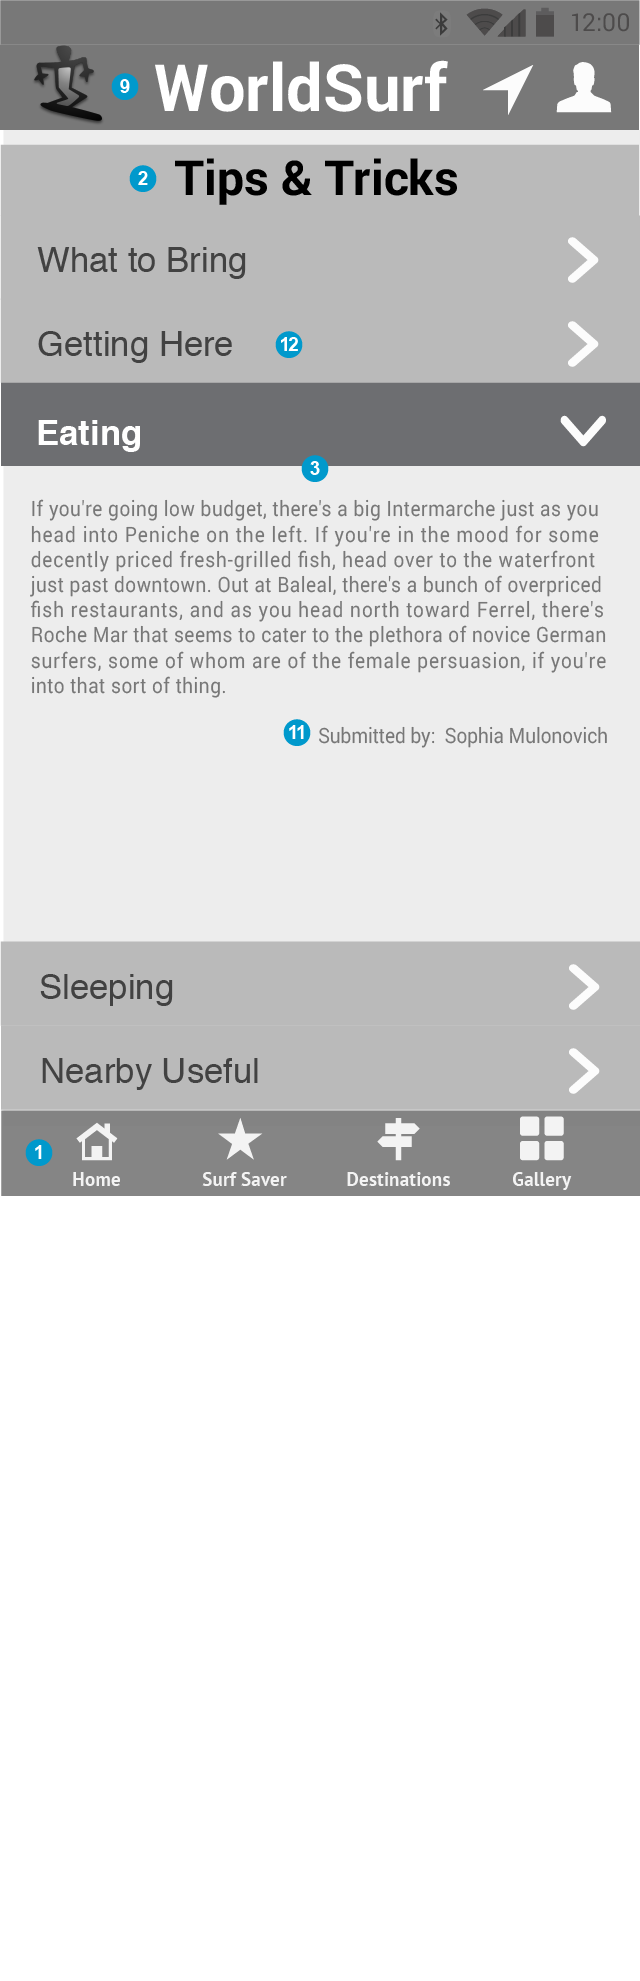 12:00
9 WorldSurf
2 Tips & Tricks
What to Bring
Getting Here 12
Eating
3
If you're going low budget, there's a big Intermarche just as you
head into Peniche on the left. If you're in the mood for some
decently priced fresh-grilled fish, head over to the waterfront
just past downtown. Out at Baleal, there's a bunch of overpriced
fish restaurants, and as you head north toward Ferrel, there's
Roche Mar that seems to cater to the plethora of novice German
surfers, some of whom are of the female persuasion, if you're
into that sort of thing.
11 Submitted by: Sophia Mulonovich
Sleeping
Nearby Useful
1
Home Surf Saver Destinations Gallery